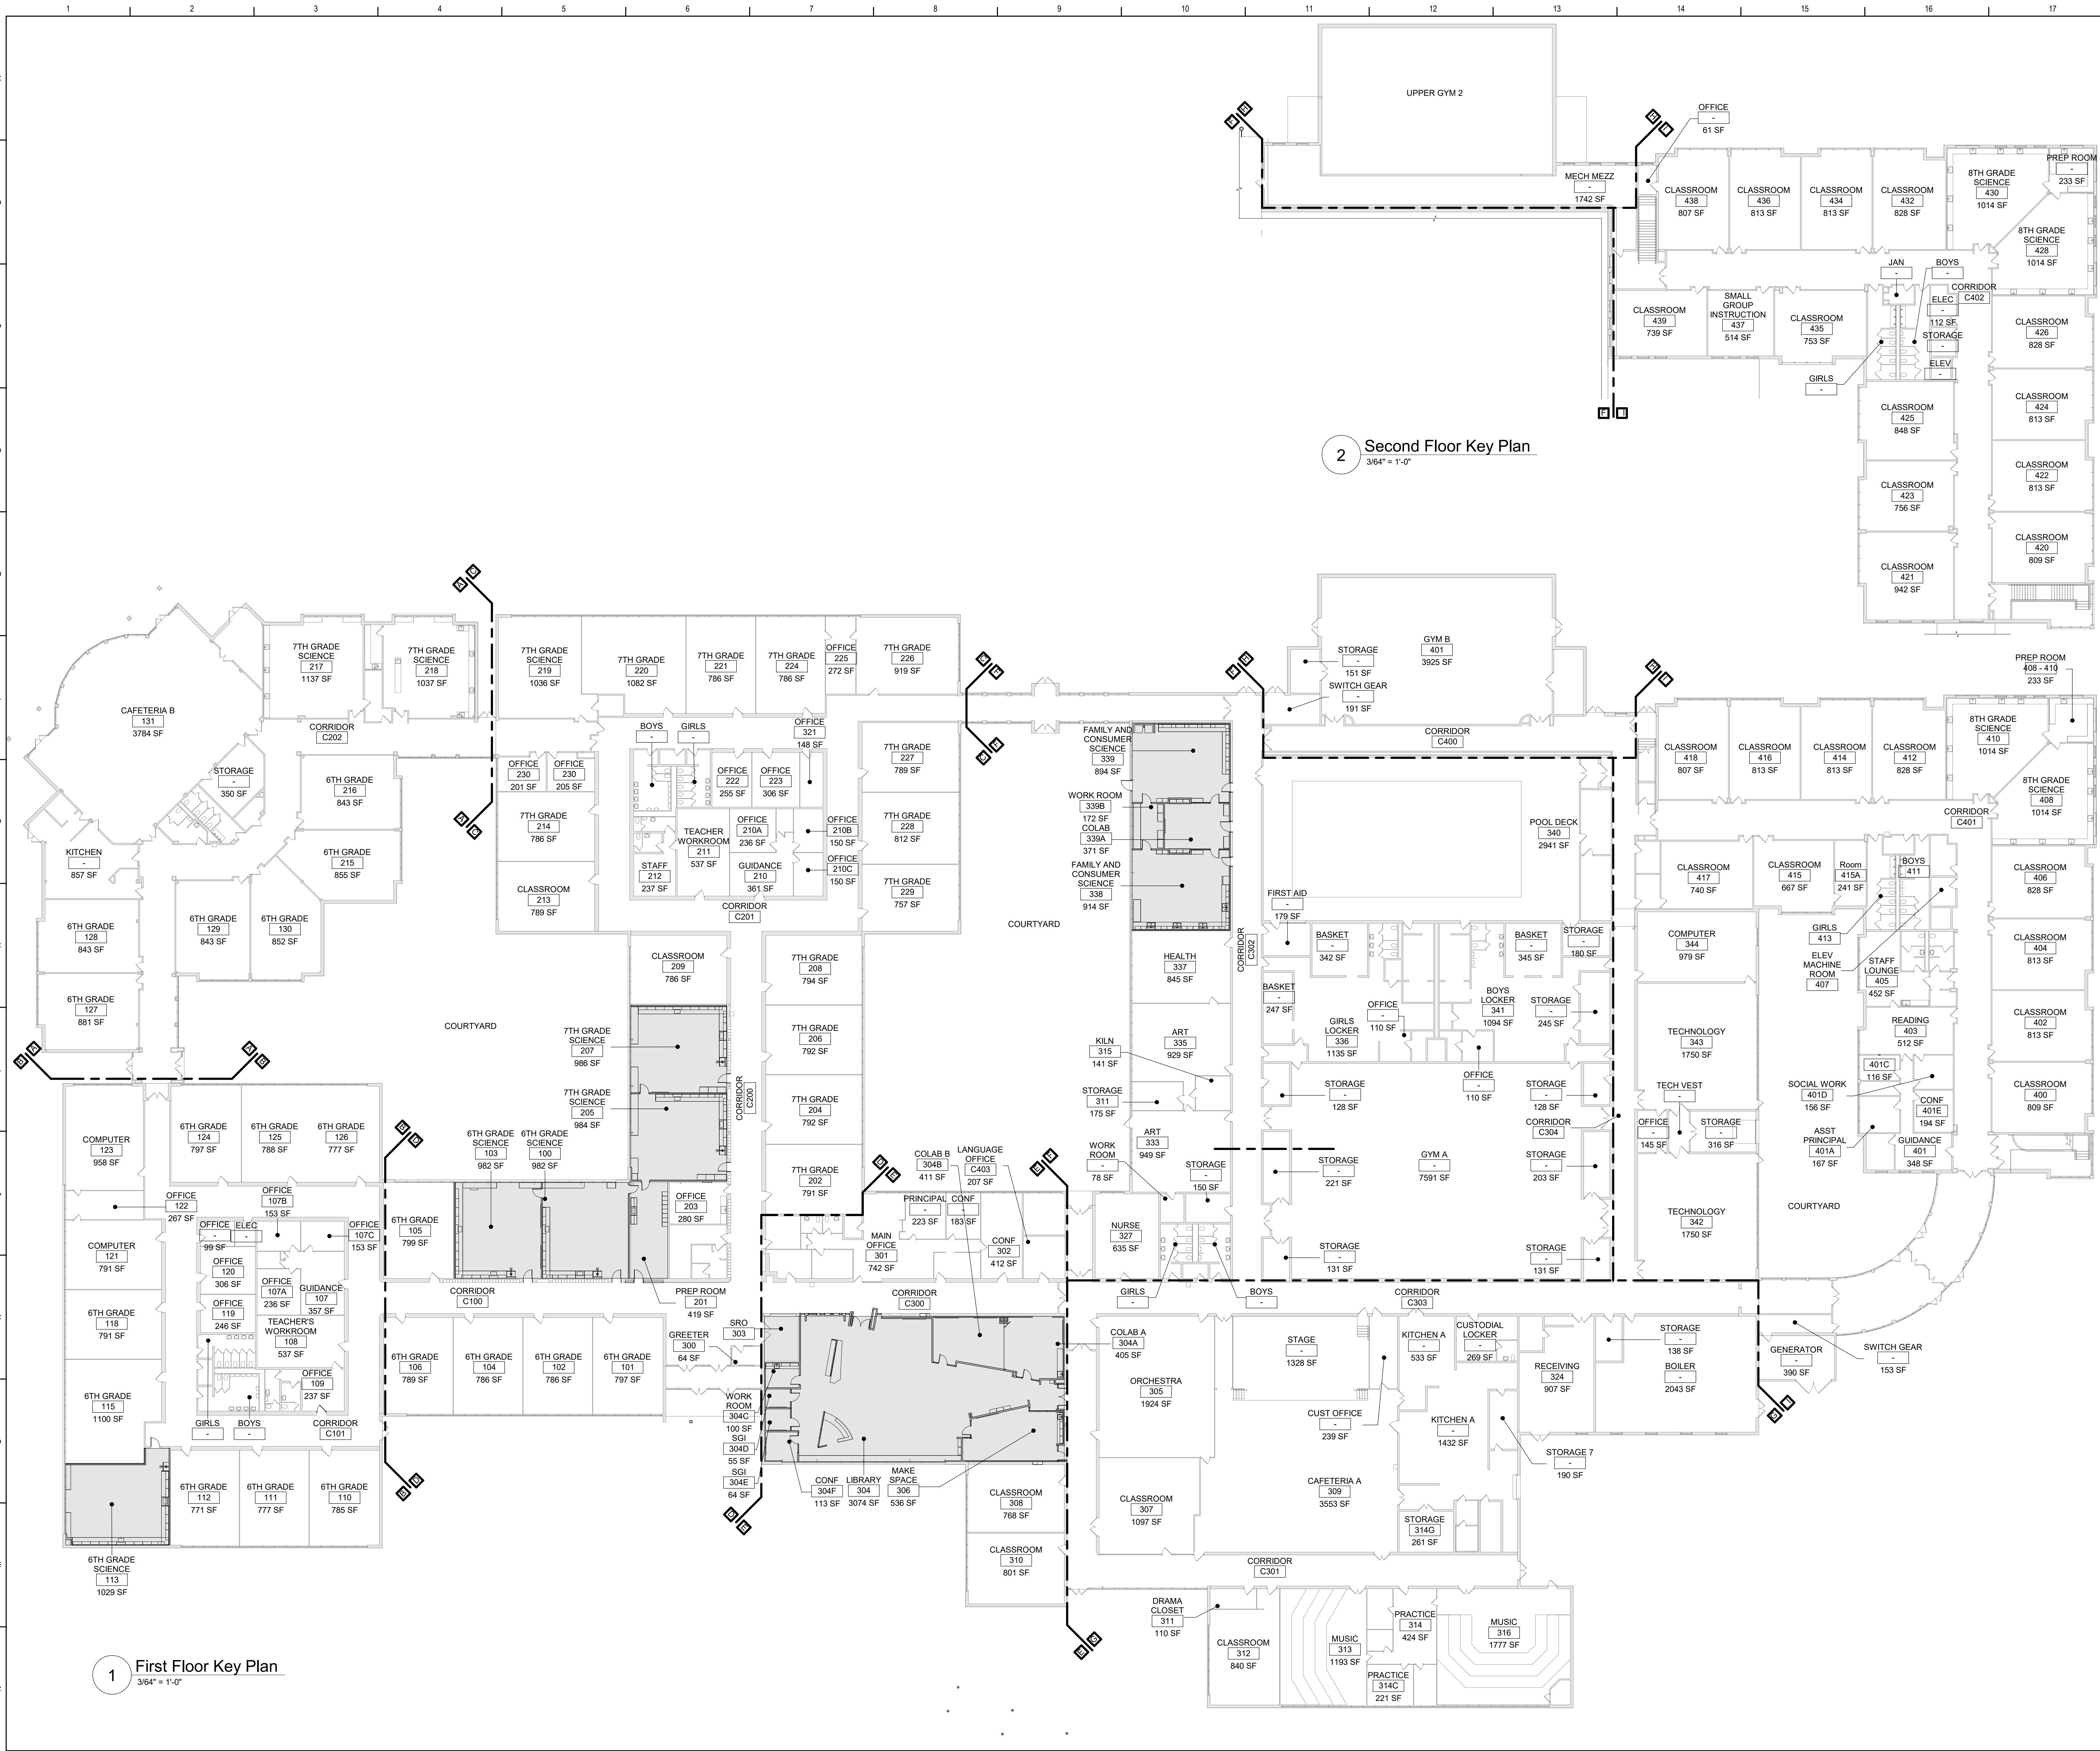 1 2 3 4 5 6 7 8 9 10 11 12 13 14 15 16 17
UPPER GYM 2
H
F
H
I
OFFICE
-
61 SF
MECH MEZZ
-
1742 SF
CLASSROOM
438
807 SF
CLASSROOM
436
813 SF
CLASSROOM
434
813 SF
CLASSROOM
432
828 SF
8TH GRADE
SCIENCE
430
1014 SF
PREP ROOM
-
233 SF
8TH GRADE
SCIENCE
428
1014 SF
JAN
-
BOYS
-
CORRIDOR
C402
ELEC
-
112 SF
STORAGE
-
ELEV
-
GIRLS
-
CLASSROOM
439
739 SF
SMALL
GROUP
INSTRUCTION
437
514 SF
CLASSROOM
435
753 SF
CLASSROOM
426
828 SF
CLASSROOM
425
848 SF
CLASSROOM
424
813 SF
CLASSROOM
423
756 SF
CLASSROOM
422
813 SF
CLASSROOM
421
942 SF
CLASSROOM
420
809 SF
F I
2
Second Floor Key Plan
3/64" = 1'-0"
CAFETERIA B
131
3784 SF
7TH GRADE
SCIENCE
217
1137 SF
7TH GRADE
SCIENCE
218
1037 SF
CORRIDOR
C202
STORAGE
-
350 SF
6TH GRADE
216
843 SF
6TH GRADE
215
855 SF
KITCHEN
-
857 SF
6TH GRADE
128
843 SF
6TH GRADE
129
843 SF
6TH GRADE
130
852 SF
6TH GRADE
127
881 SF
A C
A C
B A
A B
7TH GRADE
SCIENCE
219
1036 SF
7TH GRADE
220
1082 SF
7TH GRADE
221
786 SF
7TH GRADE
224
786 SF
OFFICE
225
272 SF
7TH GRADE
226
919 SF
BOYS
-
GIRLS
-
OFFICE
321
148 SF
OFFICE
230
201 SF
OFFICE
230
205 SF
OFFICE
222
255 SF
OFFICE
223
306 SF
7TH GRADE
227
789 SF
7TH GRADE
214
786 SF
TEACHER
WORKROOM
211
537 SF
OFFICE
210A
236 SF
OFFICE
210B
150 SF
7TH GRADE
228
812 SF
STAFF
212
237 SF
GUIDANCE
210
361 SF
OFFICE
210C
150 SF
CLASSROOM
213
789 SF
CORRIDOR
C201
7TH GRADE
229
757 SF
COURTYARD
CLASSROOM
209
786 SF
7TH GRADE
208
794 SF
COURTYARD
7TH GRADE
SCIENCE
207
986 SF
7TH GRADE
206
792 SF
7TH GRADE
SCIENCE
205
984 SF
CORRIDOR
C200
7TH GRADE
204
792 SF
7TH GRADE
202
791 SF
FAMILY AND
CONSUMER
SCIENCE
339
894 SF
WORK ROOM
339B
172 SF
COLAB
339A
371 SF
FAMILY AND
CONSUMER
SCIENCE
338
914 SF
CORRIDOR
C302
HEALTH
337
845 SF
ART
335
929 SF
KILN
315
141 SF
STORAGE
311
175 SF
ART
333
949 SF
WORK
ROOM
-
78 SF
STORAGE
-
150 SF
NURSE
327
635 SF
GIRLS
-
BOYS
-
STORAGE
-
151 SF
SWITCH GEAR
-
191 SF
GYM B
401
3925 SF
CORRIDOR
C400
POOL DECK
340
2941 SF
FIRST AID
-
179 SF
BASKET
-
342 SF
BASKET
-
345 SF
STORAGE
-
180 SF
BASKET
-
247 SF
GIRLS
LOCKER
336
1135 SF
OFFICE
-
110 SF
BOYS
LOCKER
341
1094 SF
STORAGE
-
245 SF
OFFICE
-
110 SF
STORAGE
-
128 SF
STORAGE
-
128 SF
CORRIDOR
C304
STORAGE
-
221 SF
GYM A
-
7591 SF
STORAGE
-
203 SF
STORAGE
-
131 SF
STORAGE
-
131 SF
PREP ROOM
408 - 410
233 SF
CLASSROOM
418
807 SF
CLASSROOM
416
813 SF
CLASSROOM
414
813 SF
CLASSROOM
412
828 SF
8TH GRADE
SCIENCE
410
1014 SF
8TH GRADE
SCIENCE
408
1014 SF
CORRIDOR
C401
CLASSROOM
417
740 SF
CLASSROOM
415
667 SF
Room
415A
241 SF
BOYS
411
CLASSROOM
406
828 SF
COMPUTER
344
979 SF
GIRLS
413
ELEV
MACHINE
ROOM
407
STAFF
LOUNGE
405
452 SF
CLASSROOM
404
813 SF
TECHNOLOGY
343
1750 SF
READING
403
512 SF
CLASSROOM
402
813 SF
TECH VEST
-
OFFICE
-
145 SF
STORAGE
-
316 SF
401C
116 SF
SOCIAL WORK
401D
156 SF
CONF
401E
194 SF
CLASSROOM
400
809 SF
ASST
PRINCIPAL
401A
167 SF
GUIDANCE
401
348 SF
TECHNOLOGY
342
1750 SF
COURTYARD
COMPUTER
123
958 SF
6TH GRADE
124
797 SF
6TH GRADE
125
788 SF
6TH GRADE
126
777 SF
OFFICE
122
267 SF
OFFICE
107B
153 SF
OFFICE
-
99 SF
ELEC
-
OFFICE
107C
153 SF
COMPUTER
121
791 SF
OFFICE
120
306 SF
OFFICE
107A
236 SF
GUIDANCE
107
357 SF
OFFICE
119
246 SF
6TH GRADE
118
791 SF
TEACHER'S
WORKROOM
108
537 SF
OFFICE
109
237 SF
6TH GRADE
115
1100 SF
GIRLS
-
BOYS
-
CORRIDOR
C101
6TH GRADE
112
771 SF
6TH GRADE
111
777 SF
6TH GRADE
110
785 SF
6TH GRADE
SCIENCE
113
1029 SF
6TH GRADE
SCIENCE
103
982 SF
6TH GRADE
SCIENCE
100
982 SF
6TH GRADE
105
799 SF
OFFICE
203
280 SF
CORRIDOR
C100
PREP ROOM
201
419 SF
6TH GRADE
106
789 SF
6TH GRADE
104
786 SF
6TH GRADE
102
786 SF
6TH GRADE
101
797 SF
GREETER
300
64 SF
SRO
303
COLAB B
304B
411 SF
LANGUAGE
OFFICE
C403
207 SF
PRINCIPAL
-
223 SF
CONF
-
183 SF
MAIN
OFFICE
301
742 SF
CONF
302
412 SF
CORRIDOR
C300
COLAB A
304A
405 SF
WORK
ROOM
304C
100 SF
SGI
304D
55 SF
SGI
304E
64 SF
CONF
304F
113 SF
LIBRARY
304
3074 SF
MAKE
SPACE
306
536 SF
CLASSROOM
308
768 SF
CLASSROOM
310
801 SF
CORRIDOR
C303
STAGE
-
1328 SF
ORCHESTRA
305
1924 SF
KITCHEN A
-
533 SF
CUSTODIAL
LOCKER
-
269 SF
RECEIVING
324
907 SF
STORAGE
-
138 SF
BOILER
-
2043 SF
GENERATOR
-
390 SF
SWITCH GEAR
-
153 SF
CUST OFFICE
-
239 SF
KITCHEN A
-
1432 SF
STORAGE 7
-
190 SF
CLASSROOM
307
1097 SF
CAFETERIA A
309
3553 SF
STORAGE
314G
261 SF
CORRIDOR
C301
DRAMA
CLOSET
311
110 SF
CLASSROOM
312
840 SF
MUSIC
313
1193 SF
PRACTICE
314
424 SF
PRACTICE
314C
221 SF
MUSIC
316
1777 SF
1
First Floor Key Plan
3/64" = 1'-0"